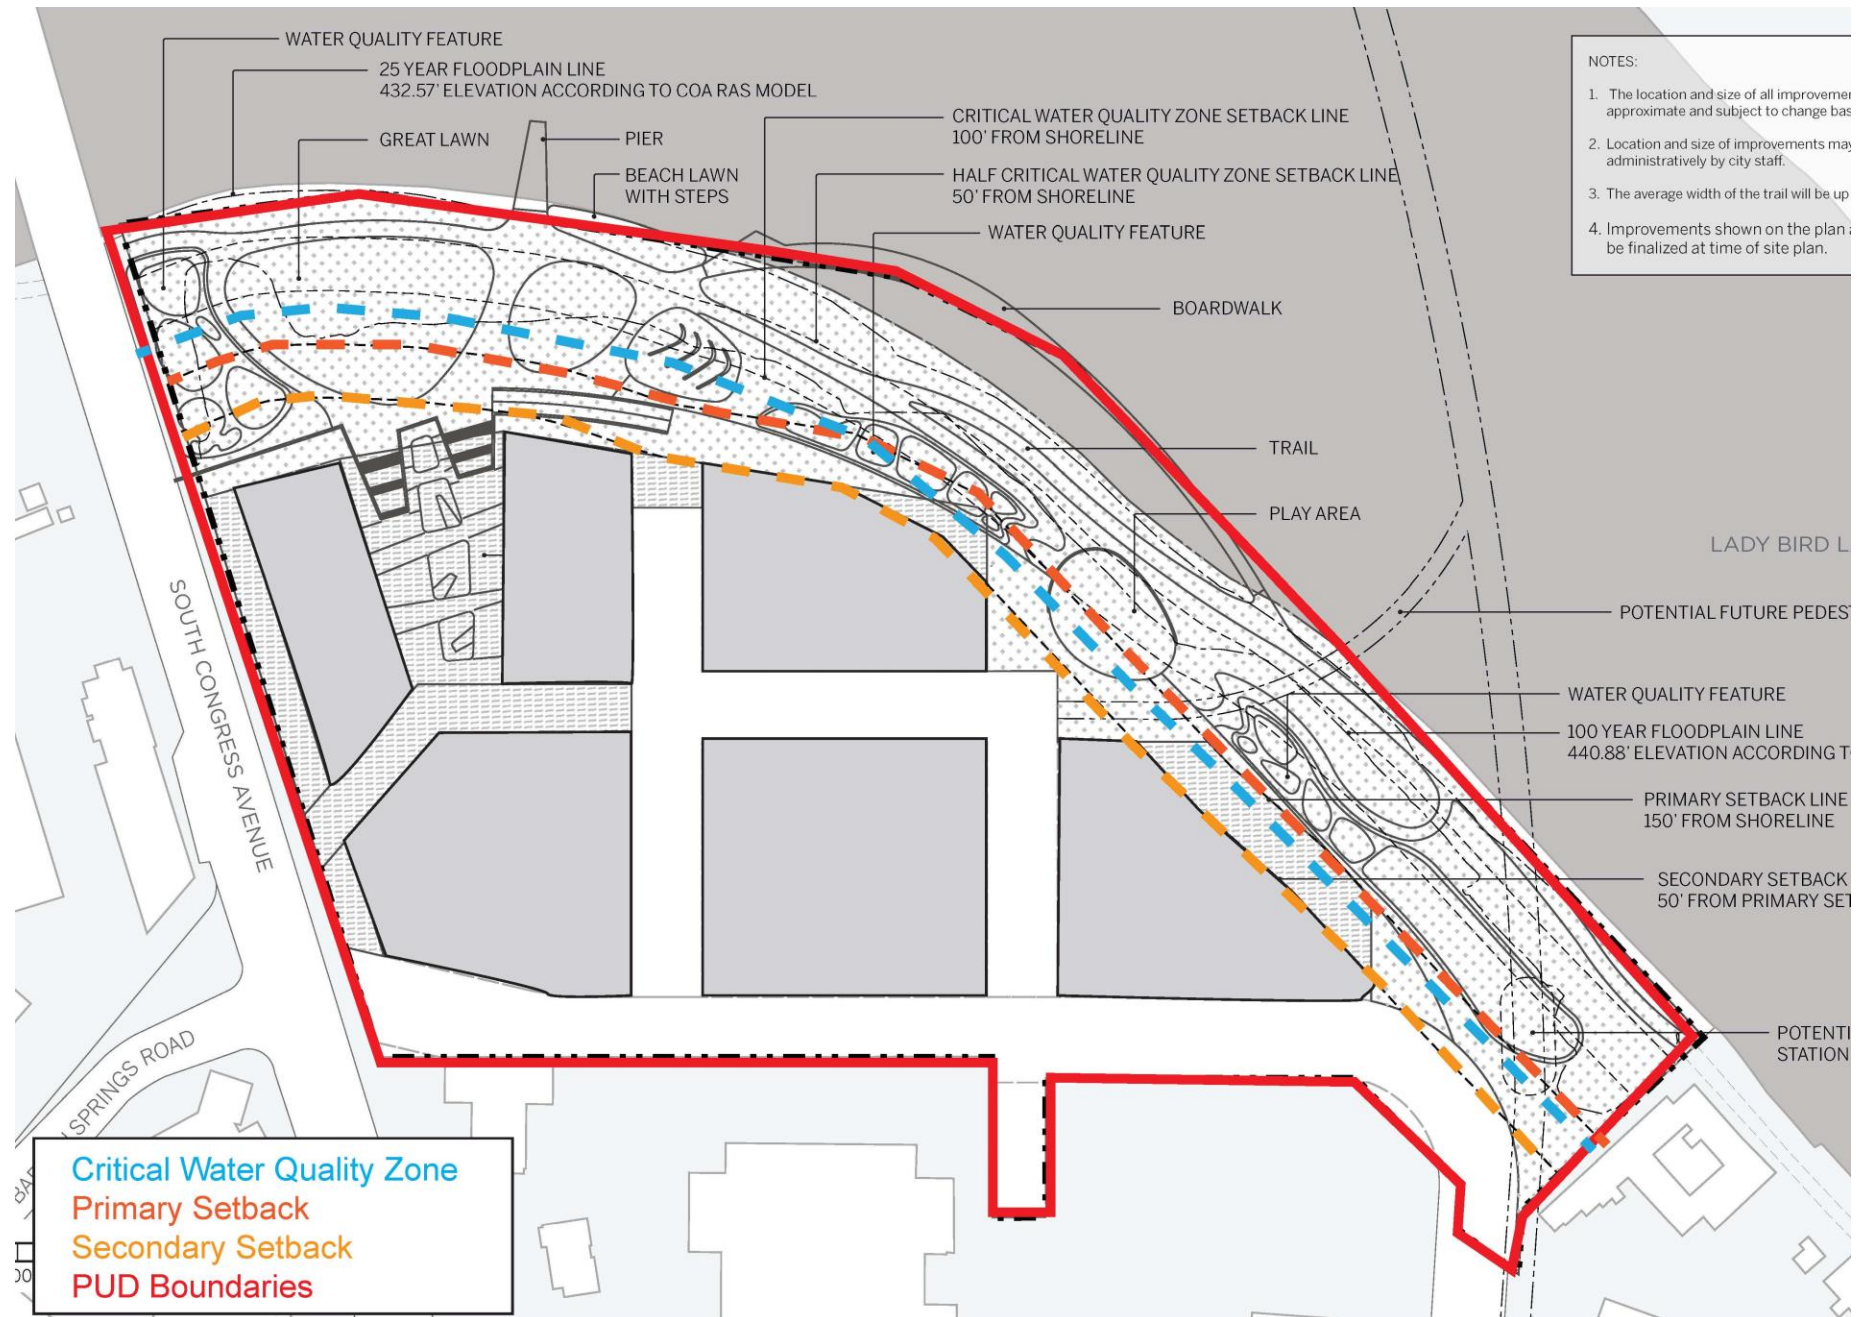 WATER QUALITY FEATURE
25 YEAR FLOODPLAIN LINE
432.57' ELEVATION ACCORDING TO COA RAS MODEL
GREAT LAWN
PIER
BEACH LAWN
WITH STEPS
CRITICAL WATER QUALITY ZONE SETBACK LINE
100' FROM SHORELINE
HALF CRITICAL WATER QUALITY ZONE SETBACK LINE
50' FROM SHORELINE
WATER QUALITY FEATURE
BOARDWALK
NOTES:
1. The location and size of all
approximate and subject to change
2. Location and size of improvements may
administratively by city staff.
3. The average width of the trail will be up
4. Improvements shown on the plan
be finalized at time of site plan.
TRAIL
PLAY AREA
LADY BIRD
POTENTIAL FUTURE
WATER QUALITY FEATURE
100 YEAR FLOODPLAIN LINE
440.88' ELEVATION ACCORDING
PRIMARY SETBACK LINE
150' FROM SHORELINE
SECONDARY SETBACK
50' FROM PRIMARY
STATION
SOUTH CONGRESS AVENUE
SPRINGS ROAD
Critical Water Quality Zone
Primary Setback
Secondary Setback
PUD Boundaries